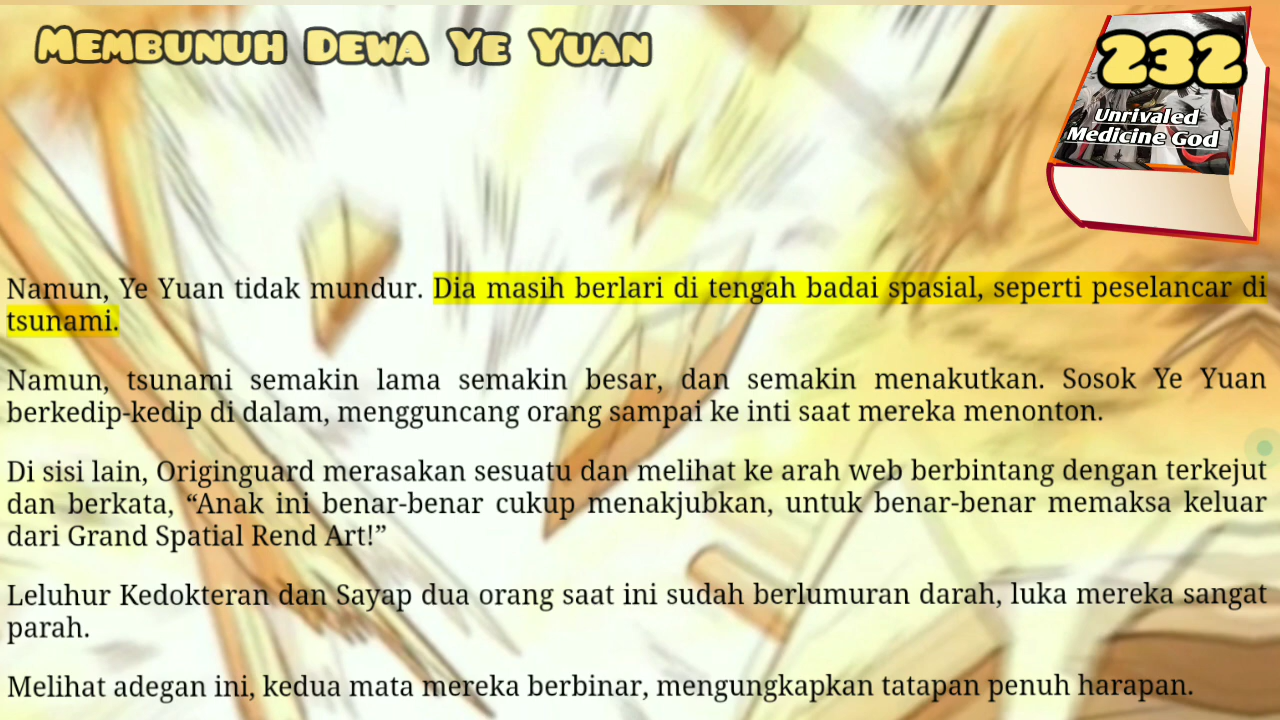 Membunuh Dewa Ye Yuan
232
Unrivaled
Medicine God
Namun, Ye Yuan tidak mundur. Dia masih berlari di tengah badai spasial, seperti peselancar di
tsunami.
Namun, tsunami semakin lama semakin besar, dan semakin menakutkan. Sosok Ye Yuan
berkedip-kedip di dalam, mengguncang orang sampai ke inti saat mereka menonton.
Di sisi lain, Originguard merasakan sesuatu dan melihat ke arah web berbintang dengan terkejut
dan berkata, “Anak ini benar-benar cukup menakjubkan, untuk benar-benar memaksa keluar
dari Grand Spatial Rend Art!”
Leluhur Kedokteran dan Sayap dua orang saat ini sudah berlumuran darah, luka mereka sangat
parah.
Melihat adegan ini, kedua mata mereka berbinar, mengungkapkan tatapan penuh harapan.